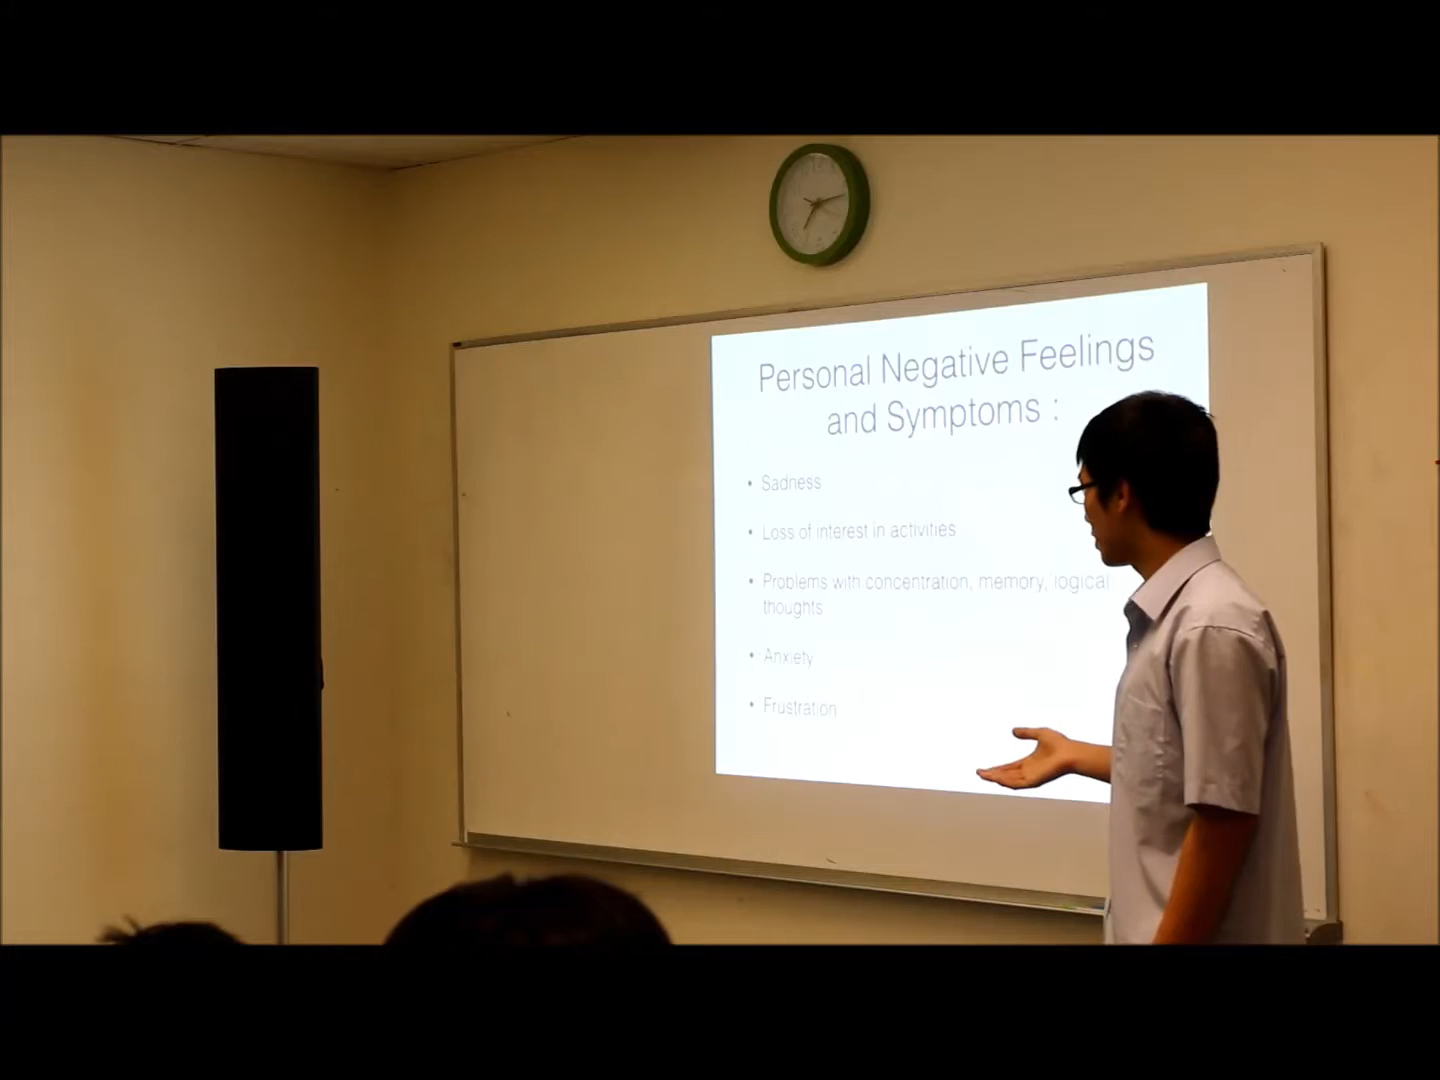 Personal Negative Feelings
and Symptoms :
• Sadness
• Loss of interest in activities
• Problems with concentration, memory, logical
thoughts
• Anxiety
• Frustration